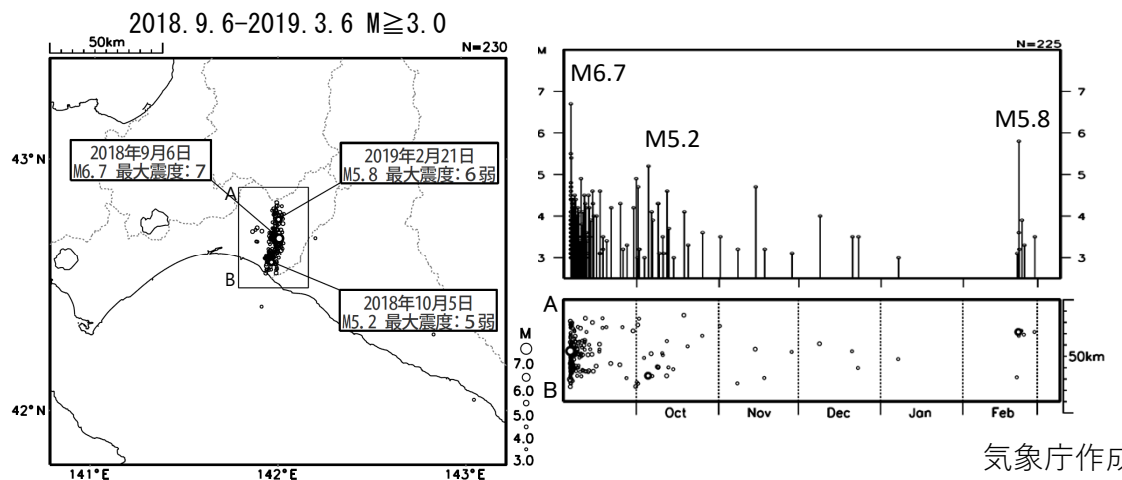 2018.9.6-2019.3.6 M≧3.0
50km
N=230
43°N
42°N
141°E
142°E
143°E
2018年9月6日
M6.7 最大震度：7
2019年2月21日
M5.8 最大震度：6弱
2018年10月5日
M5.2 最大震度：5弱
A
B
M
7.0
6.0
5.0
4.0
3.0
M
N=225
M6.7
M5.2
M5.8
7
6
5
4
3
7
6
5
4
3
A
B
50km
Oct
Nov
Dec
Jan
Feb
気象庁作成